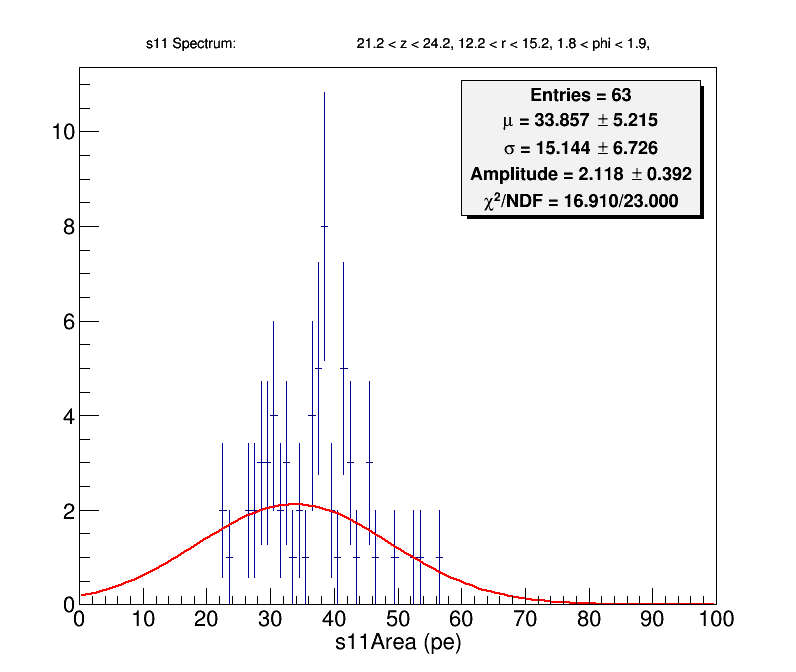 s11 Spectrum: 21.2 < z < 24.2, 12.2 < r < 15.2, 1.8 < phi < 1.9,
Entries = 63
μ = 33.857 ± 5.215
σ = 15.144 ± 6.726
Amplitude = 2.118 ± 0.392
χ²/NDF = 16.910/23.000
10
8
6
4
2
0
0 10 20 30 40 50 60 70 80 90 100
s11Area (pe)